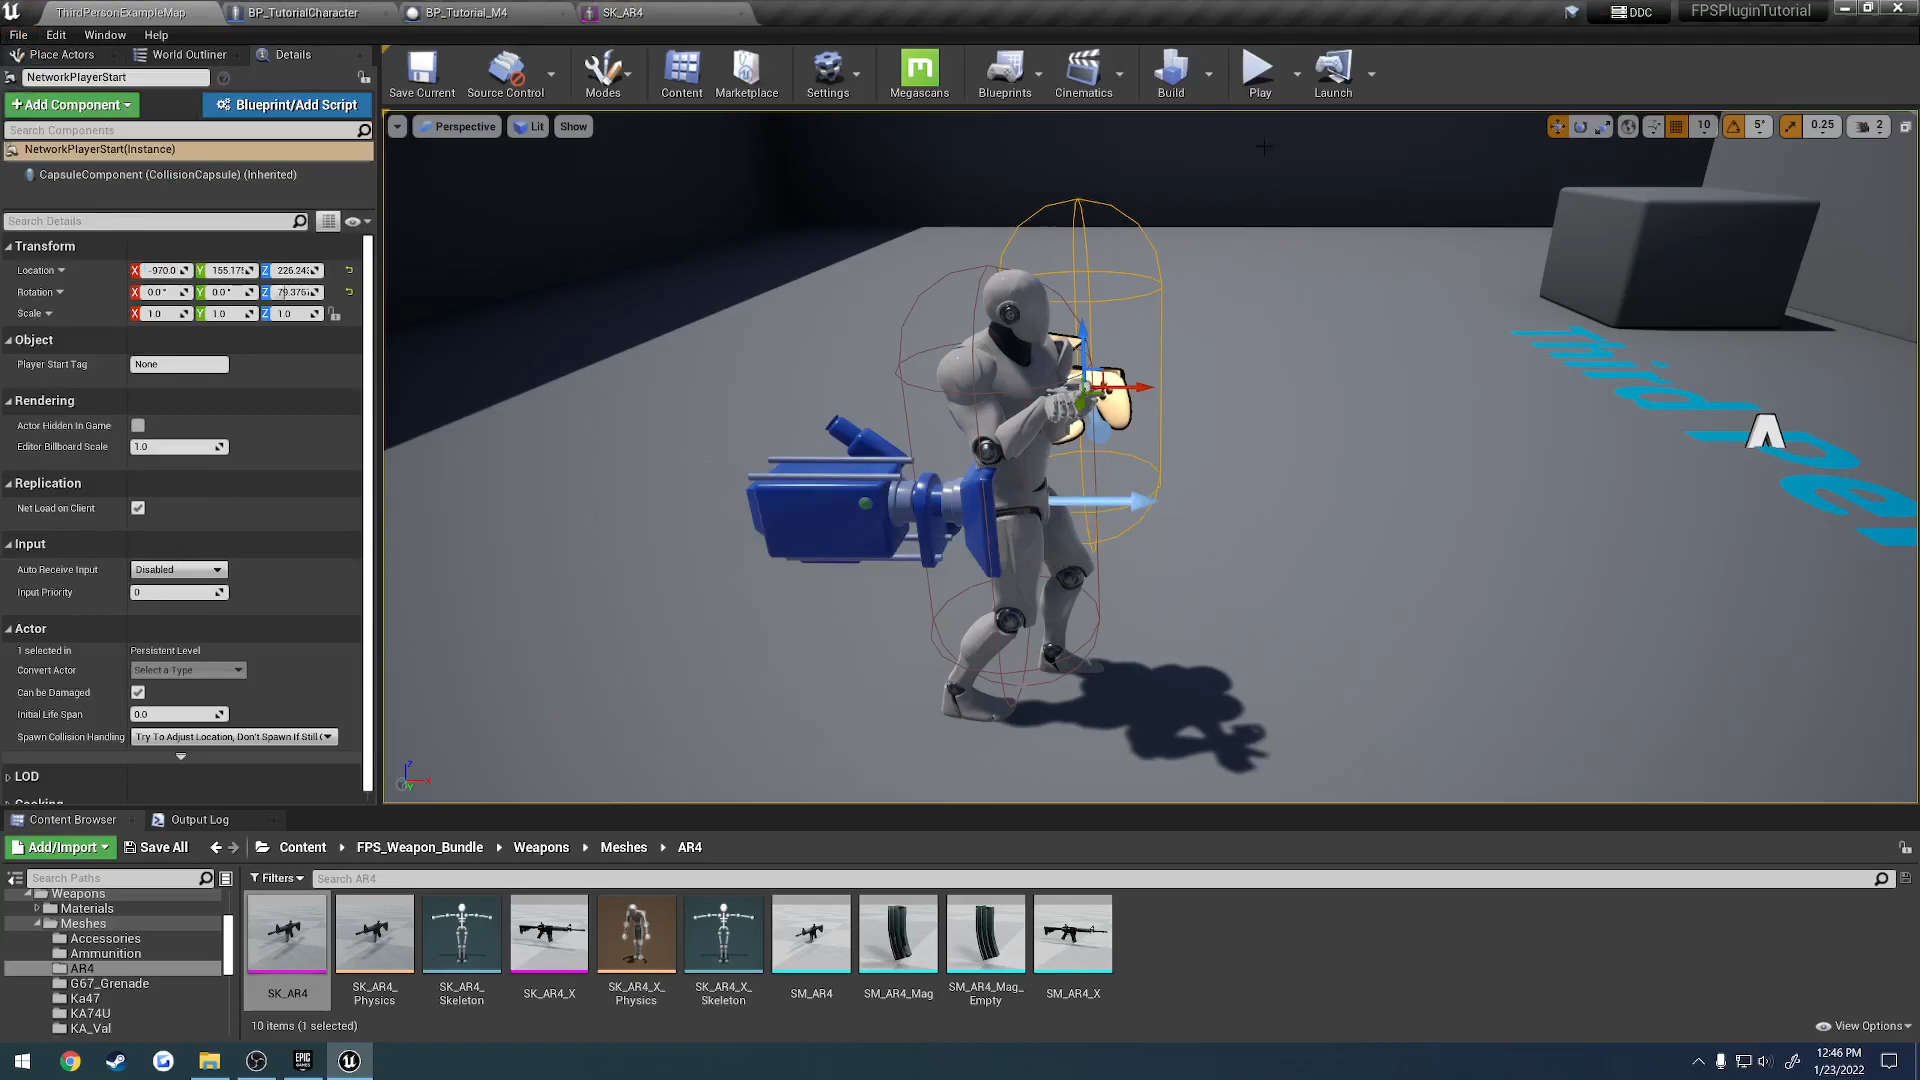 ThirdPersonExampleMap
BP_TutorialCharacter
BP_Tutorial_M4
SK_AR4
DDC
FPSPluginTutorial
File Edit Window Help
Place Actors
World Outliner
Details
NetworkPlayerStart
+Add Component
Blueprint/Add Script
Search Components
NetworkPlayerStart(Instance)
CapsuleComponent (CollisionCapsule) (Inherited)
Save Current
Source Control
Modes
Content
Marketplace
Settings
Megascans
Blueprints
Cinematics
Build
Play
Launch
Perspective
Lit
Show
10
5°
0.25
2
Search Details
Transform
Location X -970.0 Y 155.175 Z
Rotation X 0.0° Y 0.0° Z
Scale X 1.0 Y 1.0 Z 1.0
Object
Player Start Tag None
Rendering
Actor Hidden In Game
Editor Billboard Scale 1.0
Replication
Net Load on Client
Input
Auto Receive Input Disabled
Input Priority 0
Actor
1 selected in Persistent Level
Convert Actor Select a Type
Can be Damaged
Initial Life Span 0.0
Spawn Collision Handling Try To Adjust Location, Don't Spawn If Still
LOD
Cooking
Z
X
Y
Content Browser
Output Log
Add/Import
Save All
Content
FPS_Weapon_Bundle
Weapons
Meshes
AR4
Search Paths
Filters
Search AR4
Weapons
Materials
Meshes
Accessories
Ammunition
AR4
G67_Grenade
Ka47
KA74U
KA_Val
SK_AR4
SK_AR4_
Physics
SK_AR4_
Skeleton
SK_AR4_X
SK_AR4_X_
Physics
SK_AR4_X_
Skeleton
SM_AR4
SM_AR4_Mag
SM_AR4_Mag_
Empty
SM_AR4_X
10 items (1 selected)
View Options
EPIC
GAMES
12:46 PM
1/23/2022